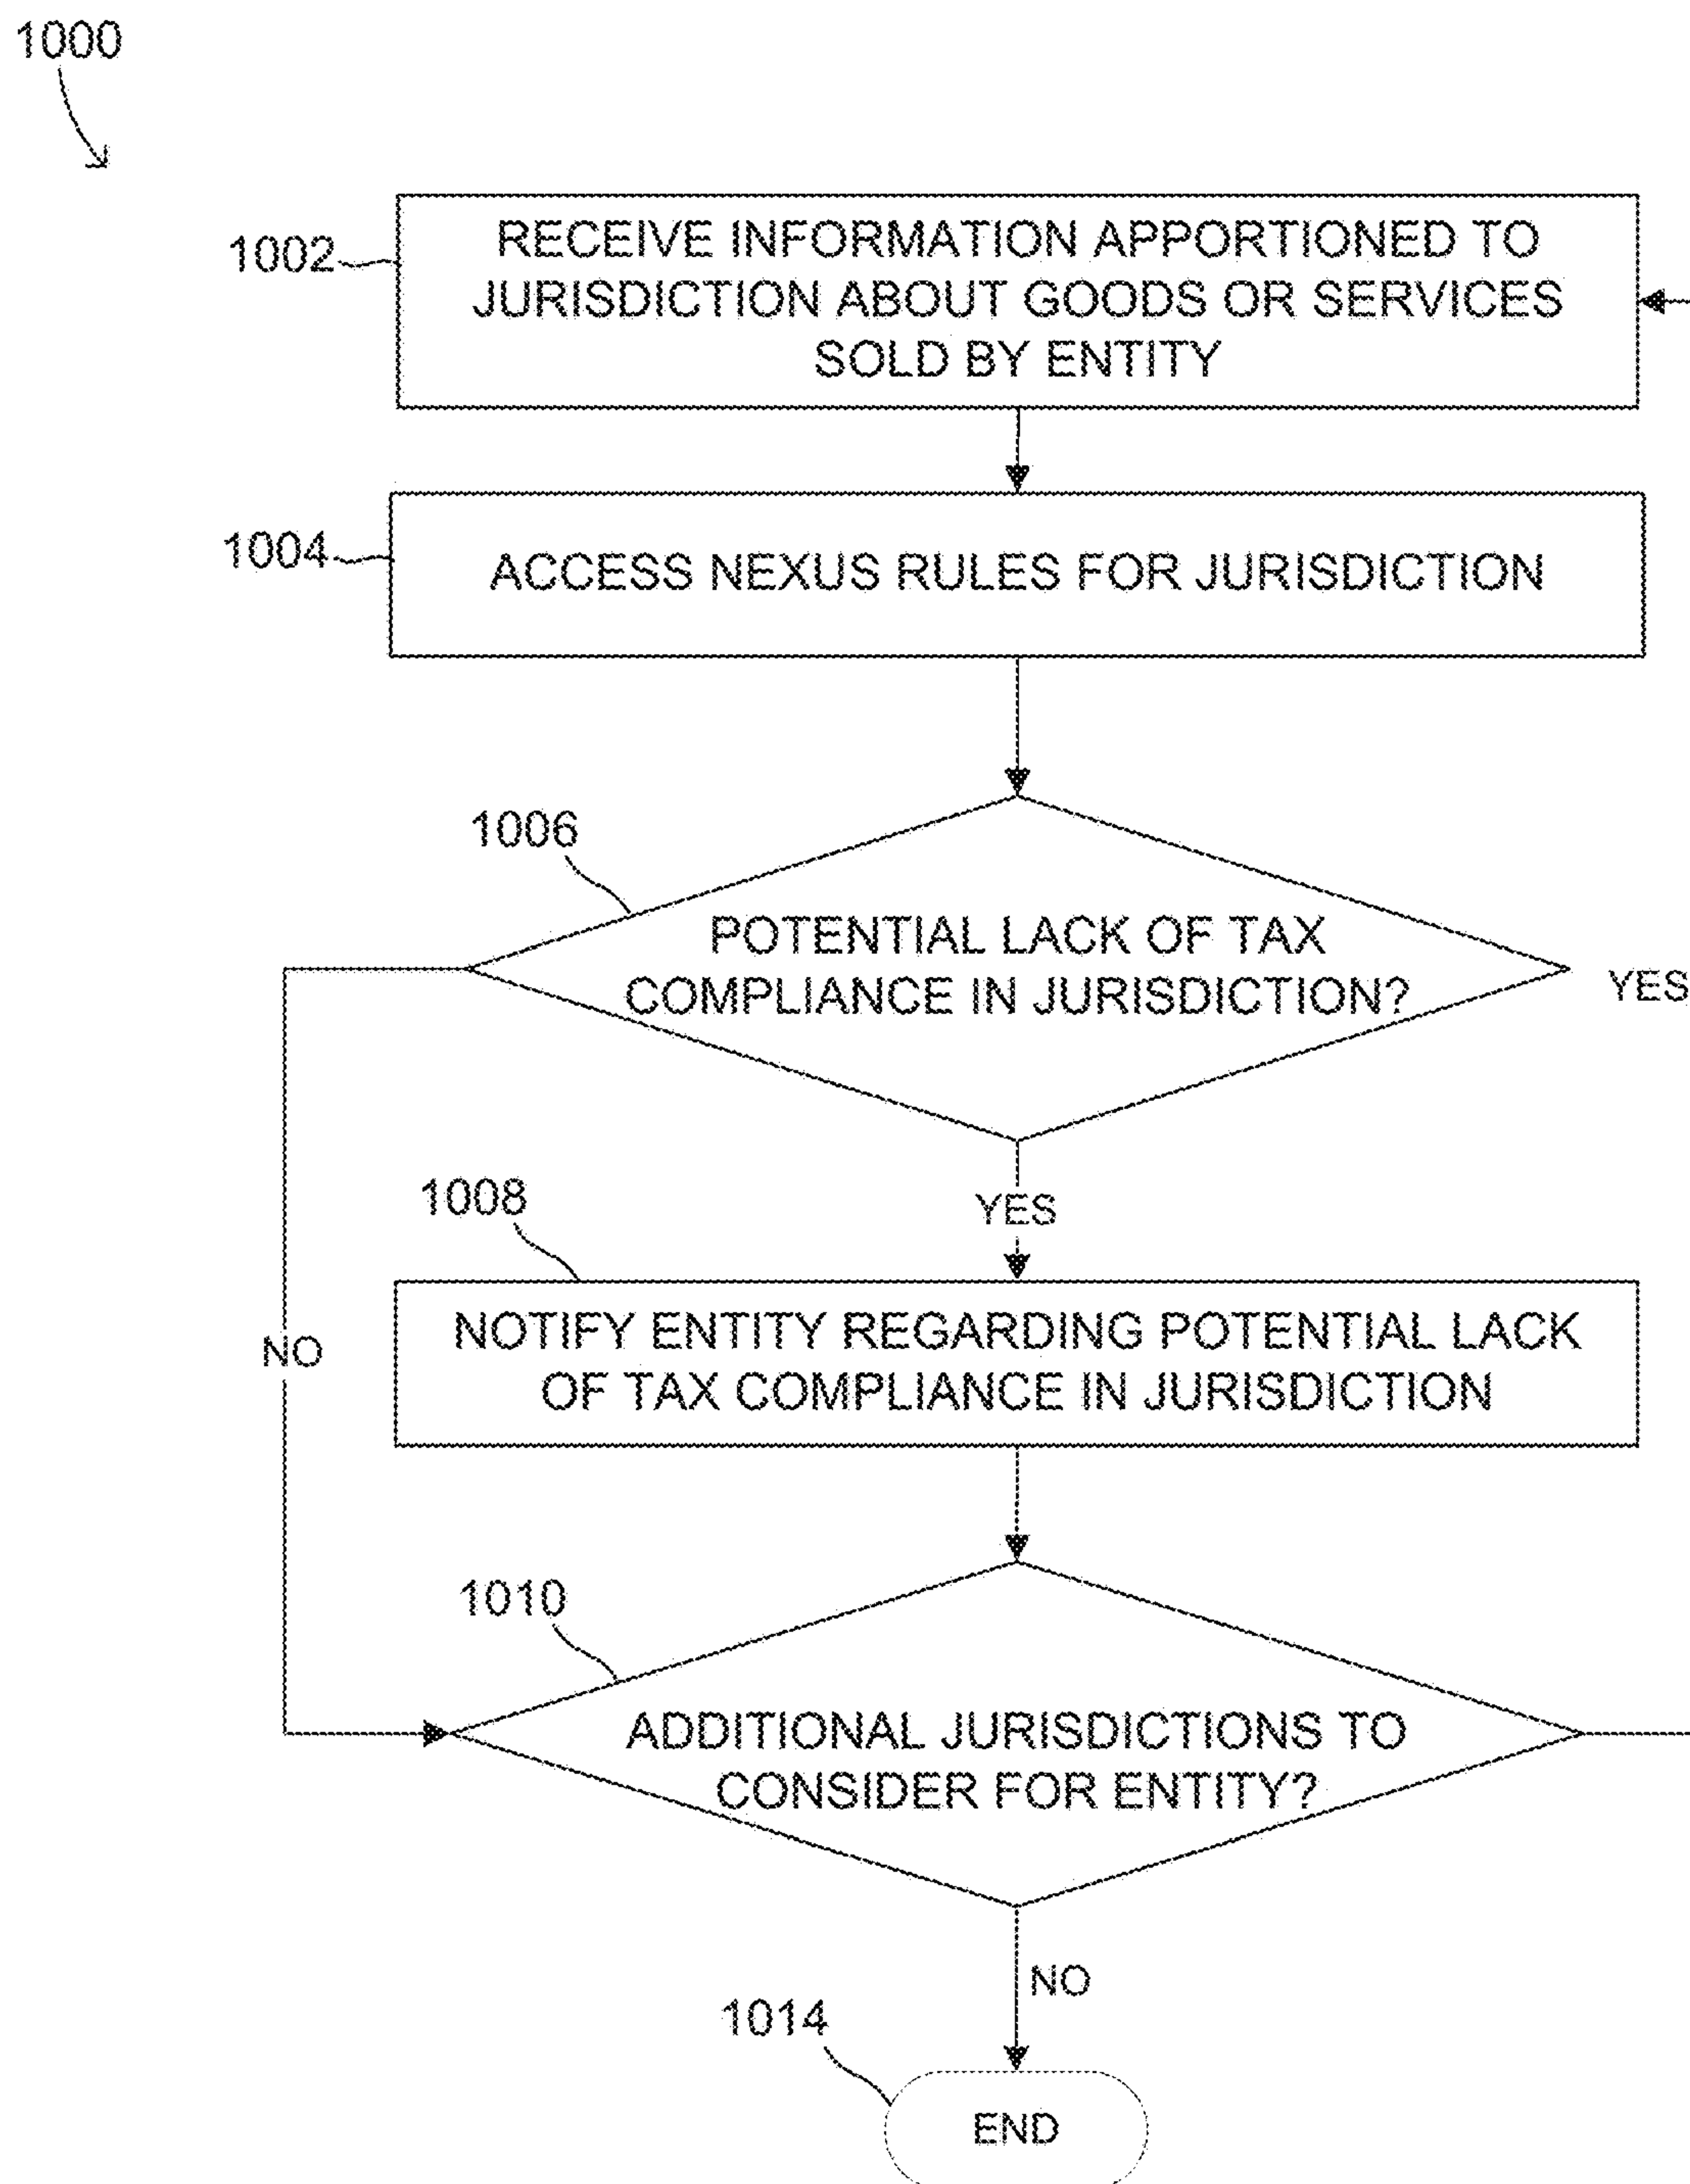 1000
1002
RECEIVE INFORMATION APPORTIONED TO
JURISDICTION ABOUT GOODS OR SERVICES
SOLD BY ENTITY
1004
ACCESS NEXUS RULES FOR JURISDICTION
1006
POTENTIAL LACK OF TAX
COMPLIANCE IN JURISDICTION?
YES
1008
YES
NO
NOTIFY ENTITY REGARDING POTENTIAL LACK
OF TAX COMPLIANCE IN JURISDICTION
1010
ADDITIONAL JURISDICTIONS TO
CONSIDER FOR ENTITY?
NO
1014
END